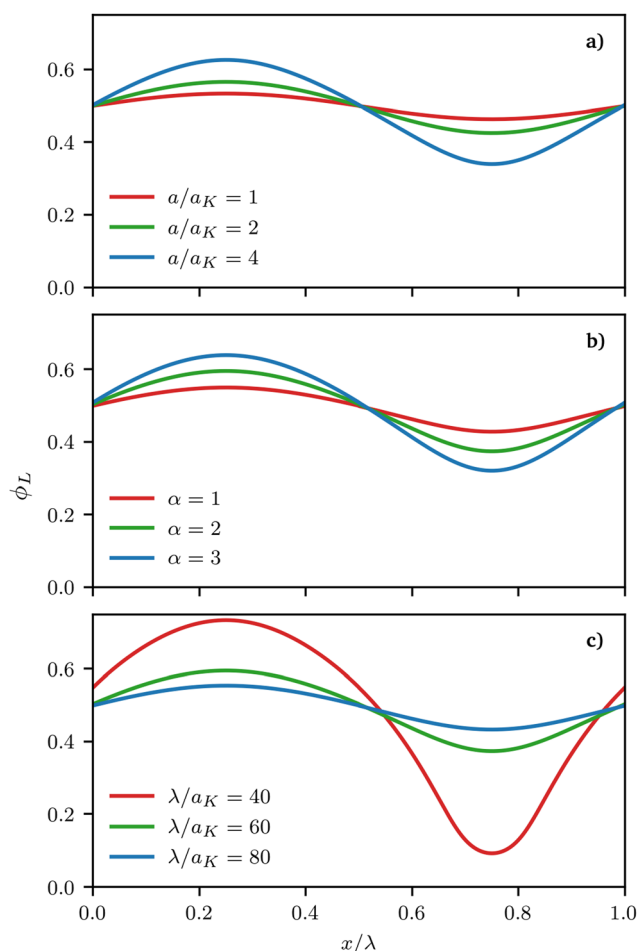 a)
0.6
0.4
0.2
0.0
a/a_K = 1
a/a_K = 2
a/a_K = 4
b)
0.6
0.4
0.2
0.0
ϕ_L
α = 1
α = 2
α = 3
c)
0.6
0.4
0.2
0.0
λ/a_K = 40
λ/a_K = 60
λ/a_K = 80
0.0 0.2 0.4 0.6 0.8 1.0
x/λ